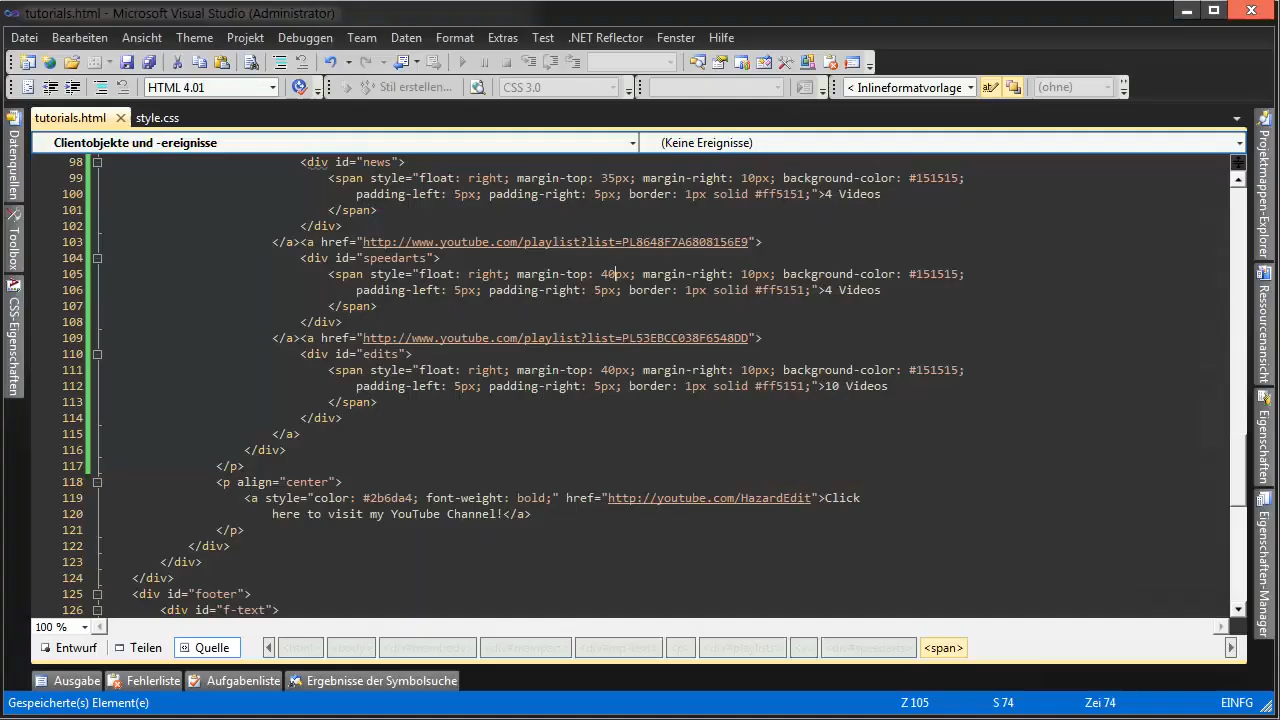 tutorials.html - Microsoft Visual Studio (Administrator)
Datei Bearbeiten Ansicht Theme Projekt Debuggen Team Daten Format Extras Test .NET Reflector Fenster Hilfe
HTML 4.01 Stil erstellen... CSS 3.0 < Inlineformatvorlage (ohne)
tutorials.html style.css
Clientobjekte und -ereignisse (Keine Ereignisse)
98 <div id="news">
99 <span style="float: right; margin-top: 35px; margin-right: 10px; background-color: #151515;
100 padding-left: 5px; padding-right: 5px; border: 1px solid #ff5151;">4 Videos
101 </span>
102 </div>
103 </a><a href="http://www.youtube.com/playlist?list=PL8648F7A6808156E9">
104 <div id="speedarts">
105 <span style="float: right; margin-top: 40px; margin-right: 10px; background-color: #151515;
106 padding-left: 5px; padding-right: 5px; border: 1px solid #ff5151;">4 Videos
107 </span>
108 </div>
109 </a><a href="http://www.youtube.com/playlist?list=PL53EBCC038F6548DD">
110 <div id="edits">
111 <span style="float: right; margin-top: 40px; margin-right: 10px; background-color: #151515;
112 padding-left: 5px; padding-right: 5px; border: 1px solid #ff5151;">10 Videos
113 </span>
114 </div>
115 </a>
116 </div>
117 </p>
118 <p align="center">
119 <a style="color: #2b6da4; font-weight: bold;" href="http://youtube.com/HazardEdit">Click
120 here to visit my YouTube Channel!</a>
121 </p>
122 </div>
123 </div>
124 </div>
125 <div id="footer">
126 <div id="f-text">
100 %
Entwurf Teilen Quelle <span>
Ausgabe Fehlerliste Aufgabenliste Ergebnisse der Symbolsuche
Gespeicherte(s) Element(e) Z 105 S 74 Zei 74 EINFG
Datenquellen
Toolbox
CSS-Eigenschaften
Projektmappen-Explorer
Ressourcenansicht
Eigenschaften
Eigenschaften-Manager